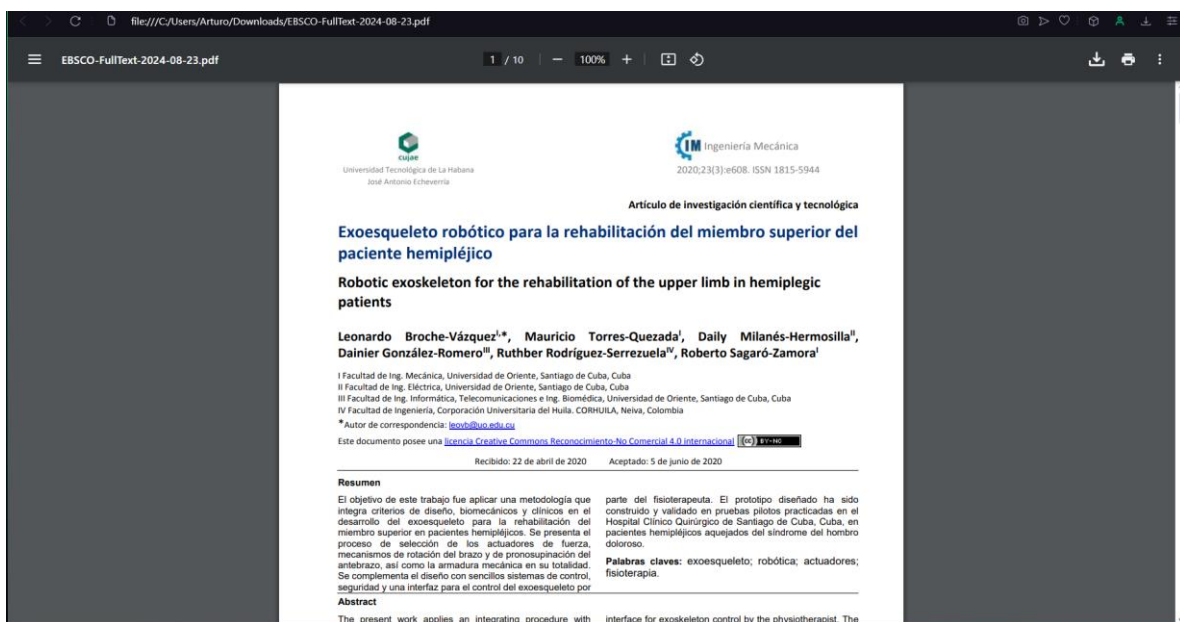 file:///C:/Users/Arturo/Downloads/EBSCO-FullText-2024-08-23.pdf
EBSCO-FullText-2024-08-23.pdf
1 / 10
100%
cujae
Universidad Tecnológica de La Habana
José Antonio Echeverría
IM Ingeniería Mecánica
2020;23(3):e608. ISSN 1815-5944
Artículo de investigación científica y tecnológica
Exoesqueleto robótico para la rehabilitación del miembro superior del
paciente hemipléjico
Robotic exoskeleton for the rehabilitation of the upper limb in hemiplegic
patients
Leonardo Broche-Vázquez I,*, Mauricio Torres-Quezada I, Daily Milanés-Hermosilla II,
Dainier González-Romero III, Ruthber Rodríguez-Serrezuela IV, Roberto Sagaró-Zamora I
I Facultad de Ing. Mecánica, Universidad de Oriente, Santiago de Cuba, Cuba
II Facultad de Ing. Eléctrica, Universidad de Oriente, Santiago de Cuba, Cuba
III Facultad de Ing. Informática, Telecomunicaciones e Ing. Biomédica, Universidad de Oriente, Santiago de Cuba, Cuba
IV Facultad de Ingeniería, Corporación Universitaria del Huila. CORHUILA, Neiva, Colombia
*Autor de correspondencia: leovb@uo.edu.cu
Este documento posee una licencia Creative Commons Reconocimiento-No Comercial 4.0 internacional (cc) BY-NC
Recibido: 22 de abril de 2020 Aceptado: 5 de junio de 2020
Resumen
El objetivo de este trabajo fue aplicar una metodología que
integra criterios de diseño, biomecánicos y clínicos en el
desarrollo del exoesqueleto para la rehabilitación del
miembro superior en pacientes hemipléjicos. Se presenta el
proceso de selección de los actuadores de fuerza,
mecanismos de rotación del brazo y de pronosupinación del
antebrazo, así como la armadura mecánica en su totalidad.
Se complementa el diseño con sencillos sistemas de control,
seguridad y una interfaz para el control del exoesqueleto por
parte del fisioterapeuta. El prototipo diseñado ha sido
construido y validado en pruebas pilotos practicadas en el
Hospital Clínico Quirúrgico de Santiago de Cuba, Cuba, en
pacientes hemipléjicos aquejados del síndrome del hombro
doloroso.
Palabras claves: exoesqueleto; robótica; actuadores;
fisioterapia.
Abstract
The present work applies an integrating procedure with
interface for exoskeleton control by the physiotherapist. The